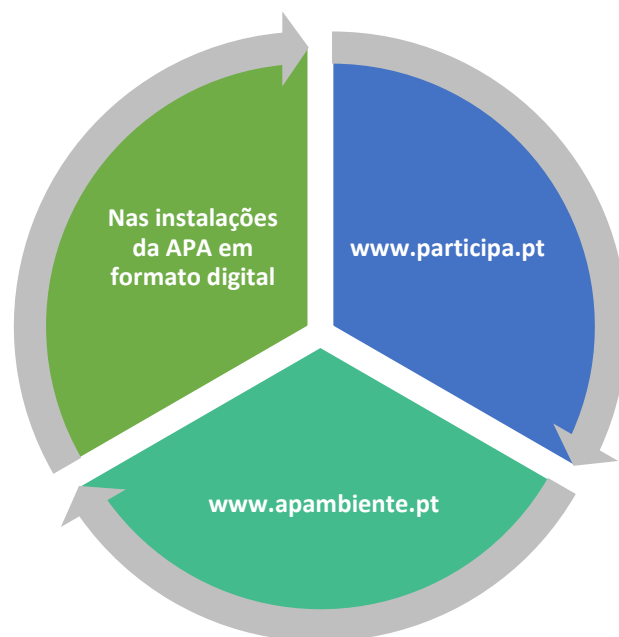 Nas instalações
da APA em
formato digital
www.participa.pt
www.apambiente.pt